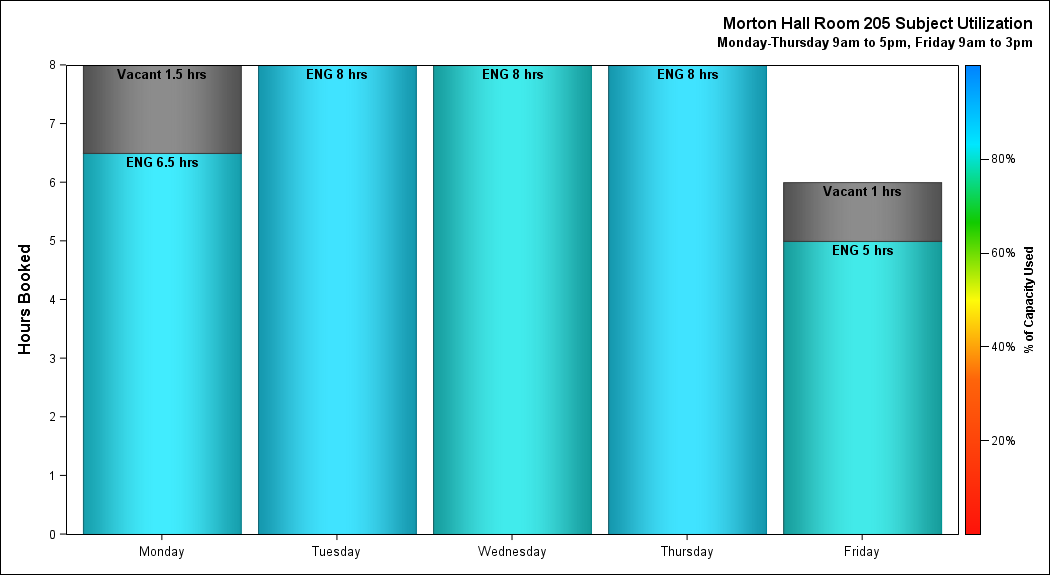 Morton Hall Room 205 Subject Utilization
Monday-Thursday 9am to 5pm, Friday 9am to 3pm
Hours Booked
8
7
6
5
4
3
2
1
0
Vacant 1.5 hrs
ENG 6.5 hrs
ENG 8 hrs
ENG 8 hrs
ENG 8 hrs
Vacant 1 hrs
ENG 5 hrs
Monday
Tuesday
Wednesday
Thursday
Friday
80%
60%
40%
20%
% of Capacity Used